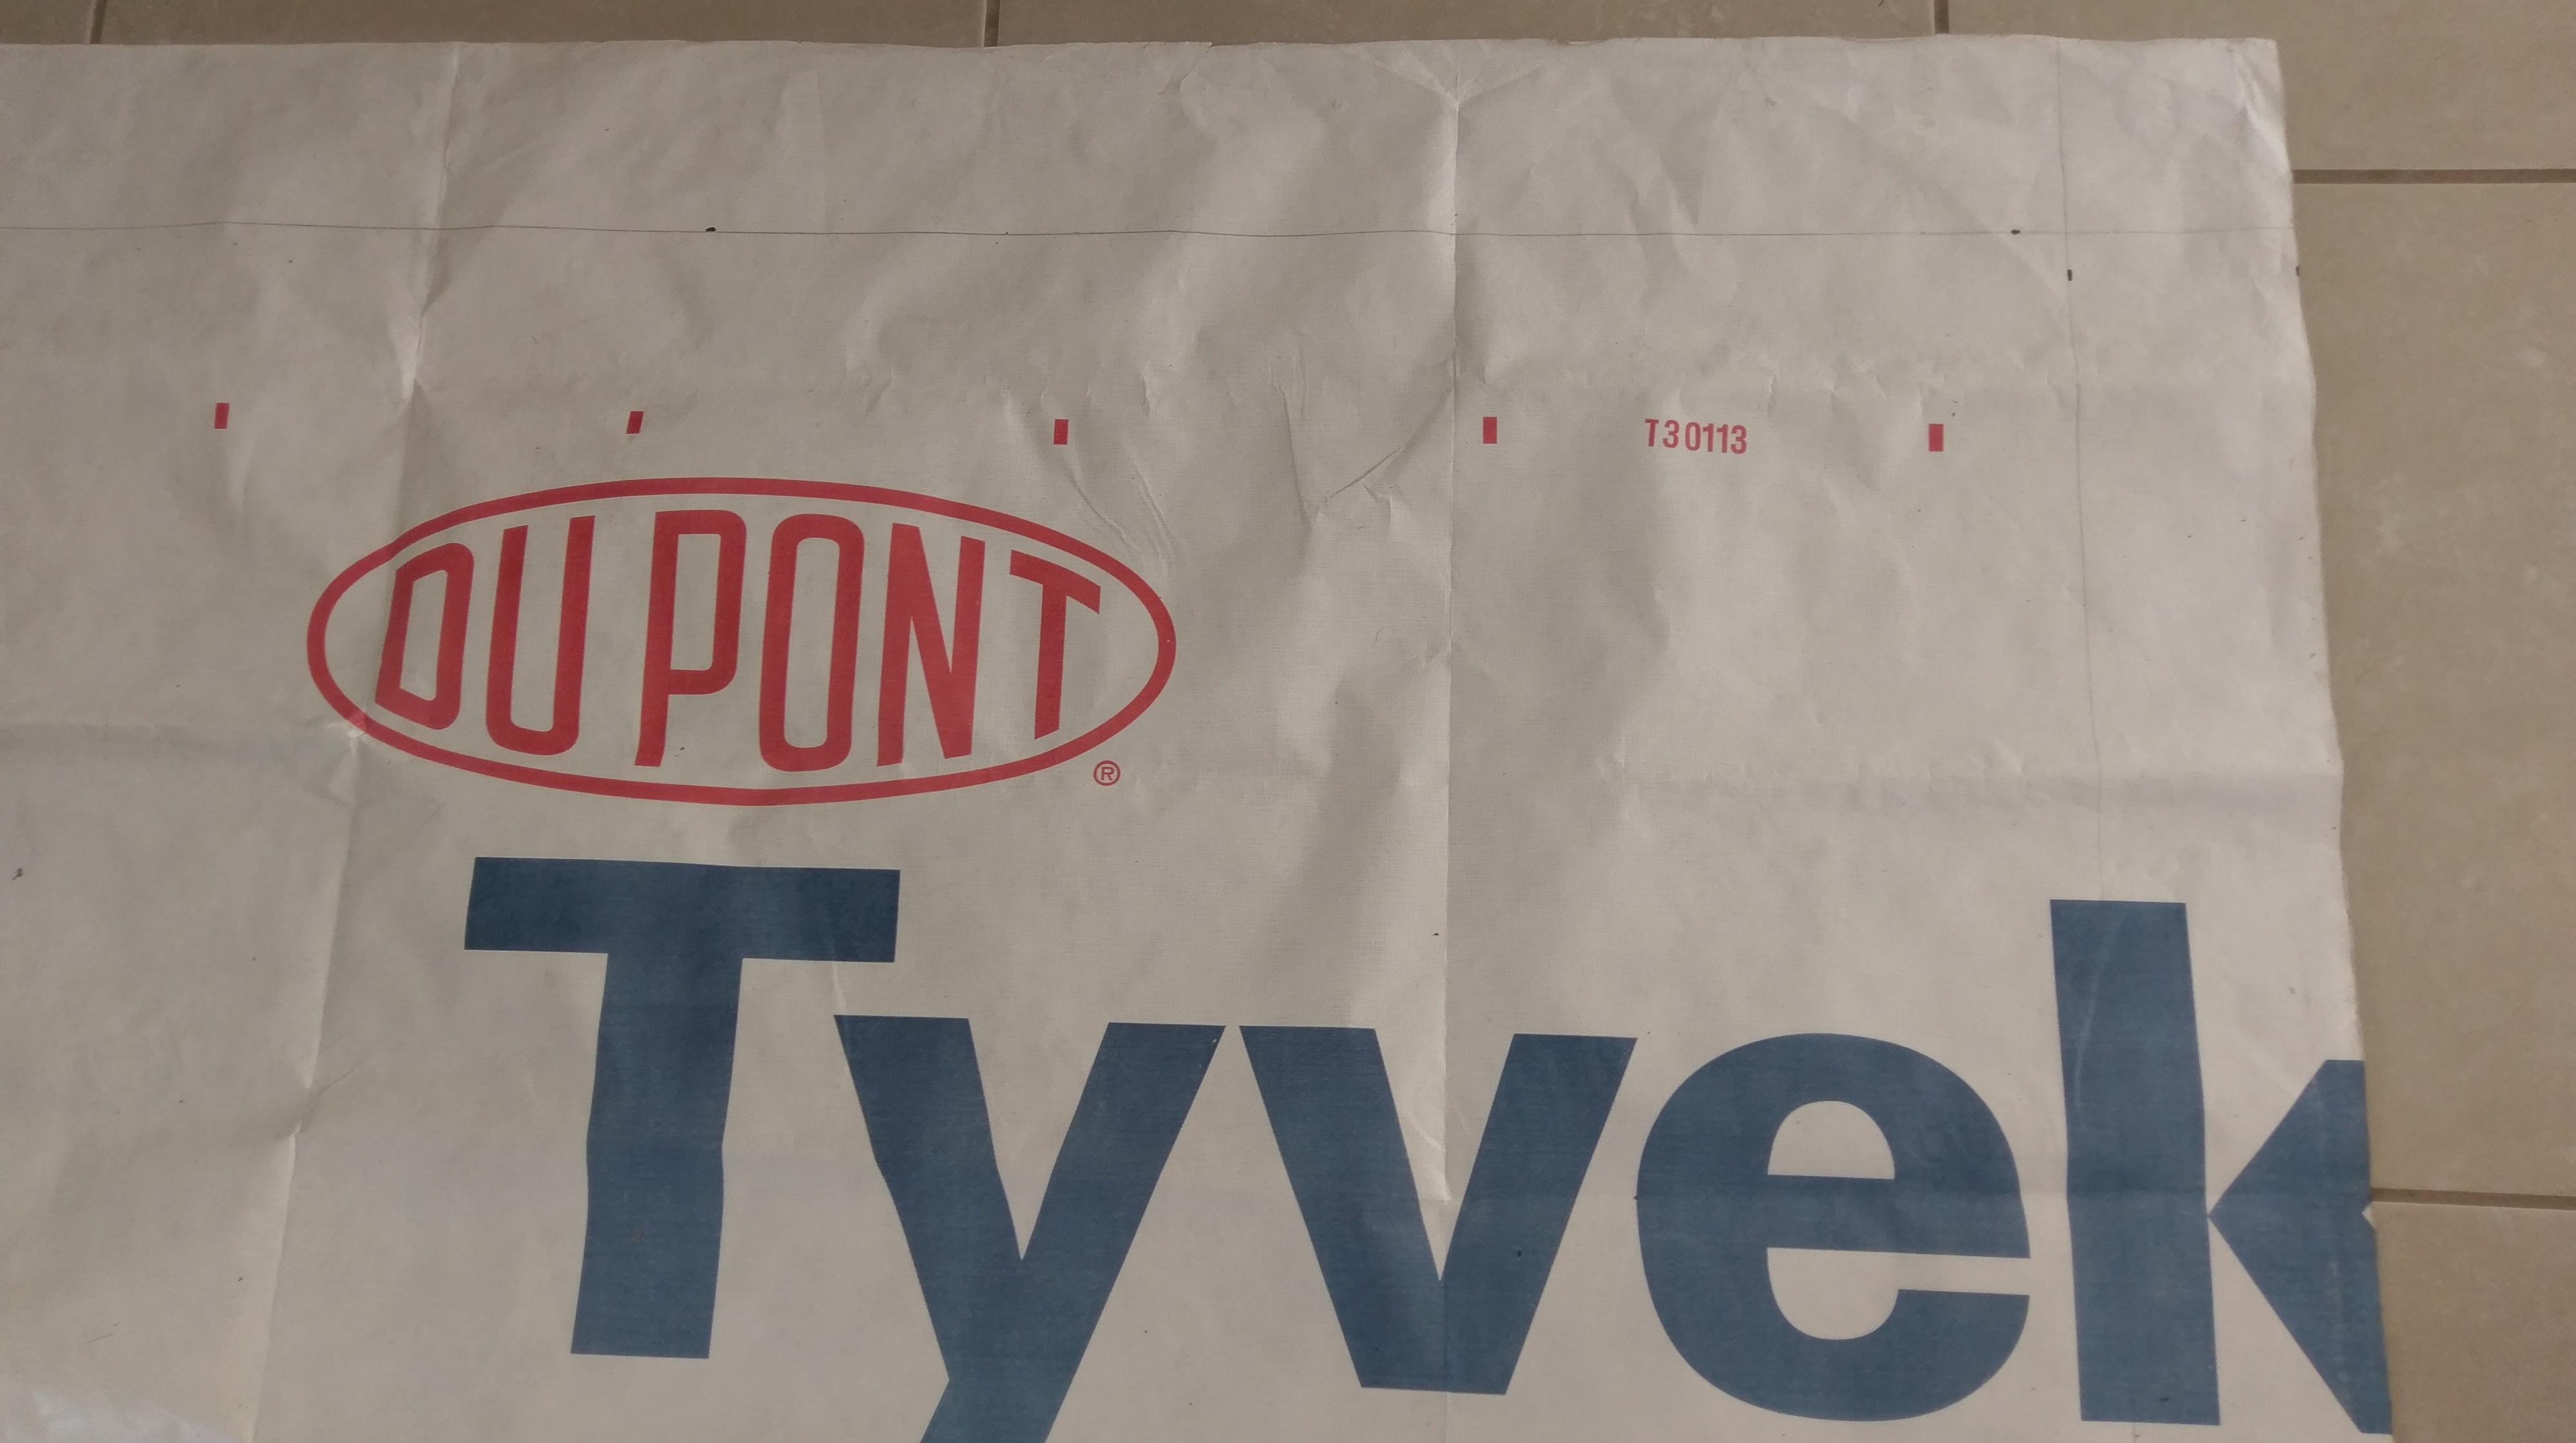 T30113
DU PONT
®
Tyvek